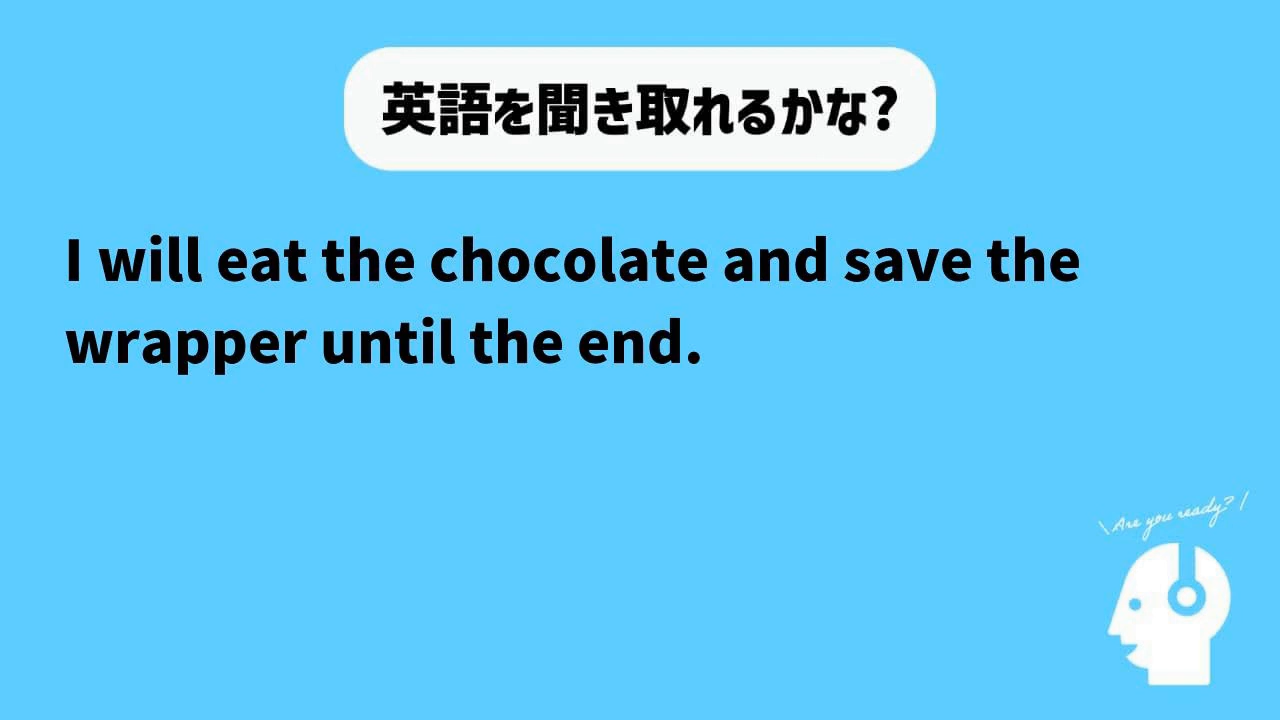 英語を聞き取れるかな?
I will eat the chocolate and save the
wrapper until the end.
\Are you ready? /